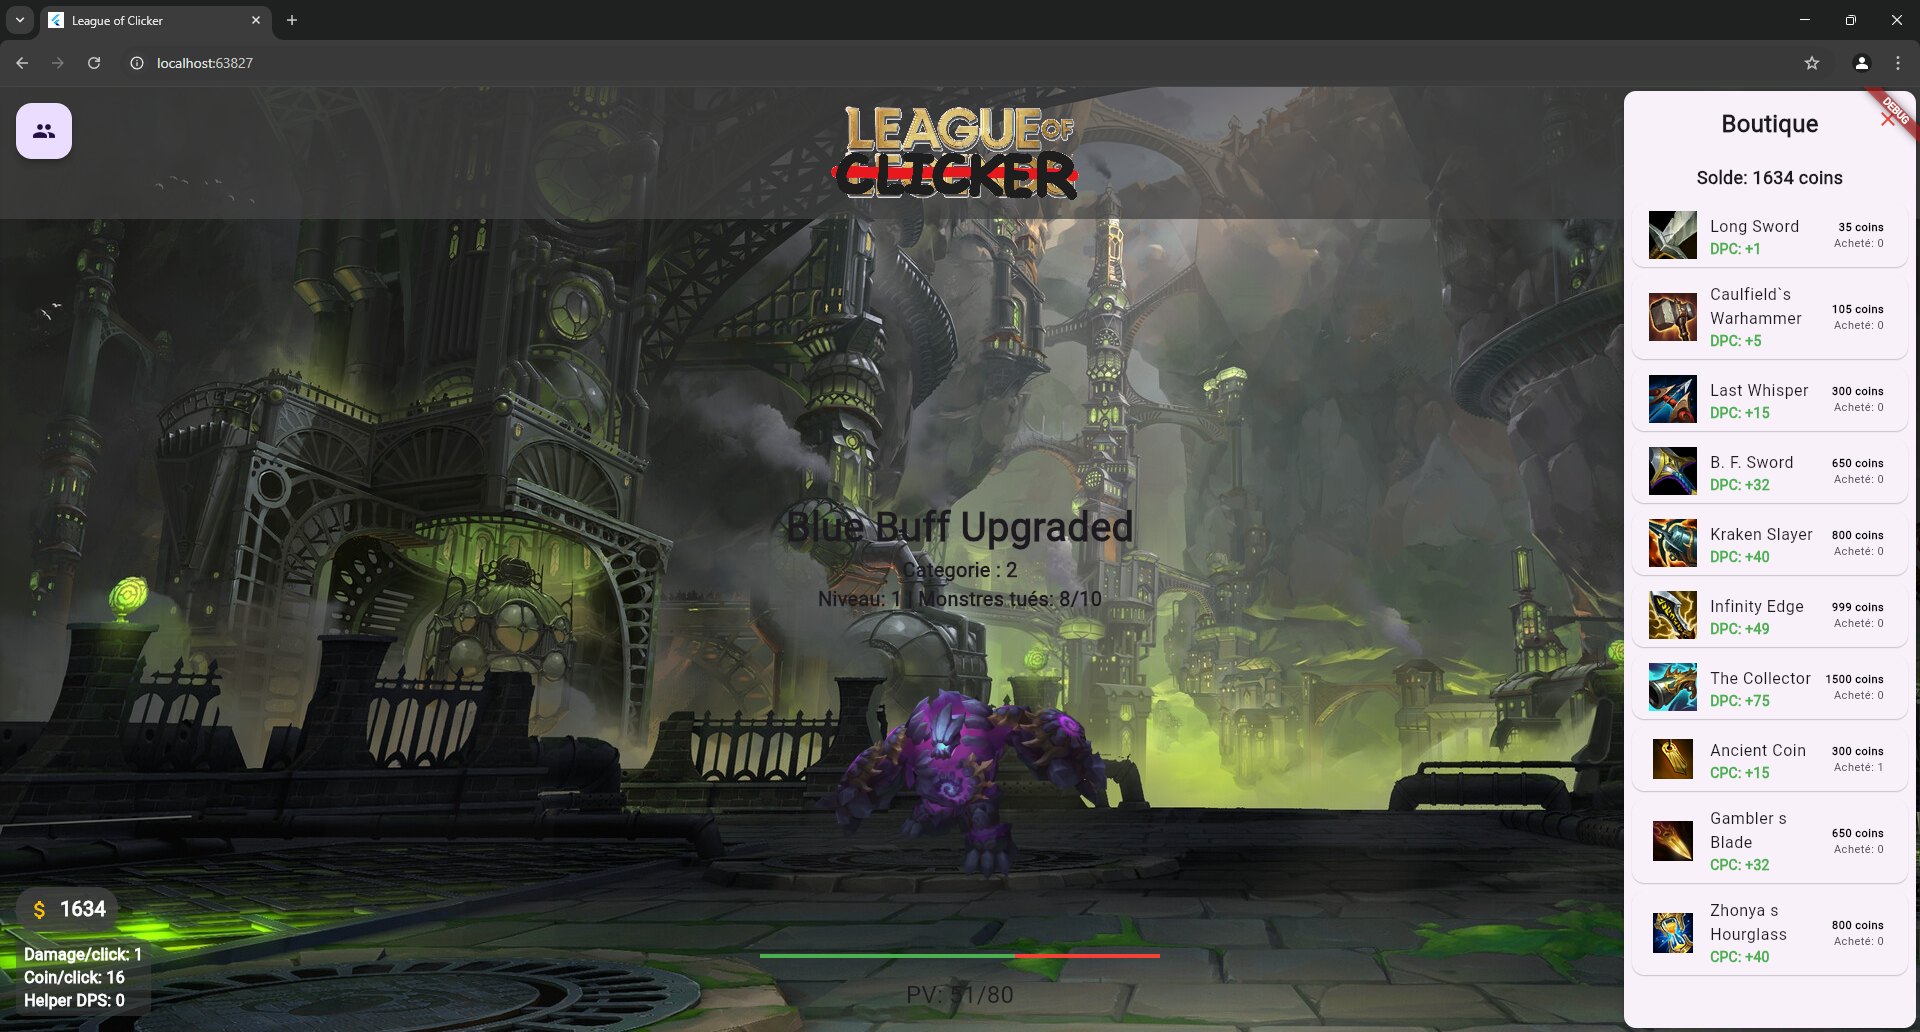 League of Clicker
localhost:63827
LEAGUE OF
CLICKER
DEBUG
Boutique
Solde: 1634 coins
Long Sword
35 coins
DPC: +1
Acheté: 0
Caulfield`s
Warhammer
105 coins
DPC: +5
Acheté: 0
Last Whisper
300 coins
DPC: +15
Acheté: 0
B. F. Sword
650 coins
DPC: +32
Acheté: 0
Kraken Slayer
800 coins
DPC: +40
Acheté: 0
Infinity Edge
999 coins
DPC: +49
Acheté: 0
The Collector
1500 coins
DPC: +75
Acheté: 0
Ancient Coin
300 coins
CPC: +15
Acheté: 1
Gambler s
Blade
650 coins
CPC: +32
Acheté: 0
Zhonya s
Hourglass
800 coins
CPC: +40
Acheté: 0
Blue Buff Upgraded
Categorie : 2
Niveau: 1 | Monstres tués: 8/10
$ 1634
Damage/click: 1
Coin/click: 16
Helper DPS: 0
PV: 51/80